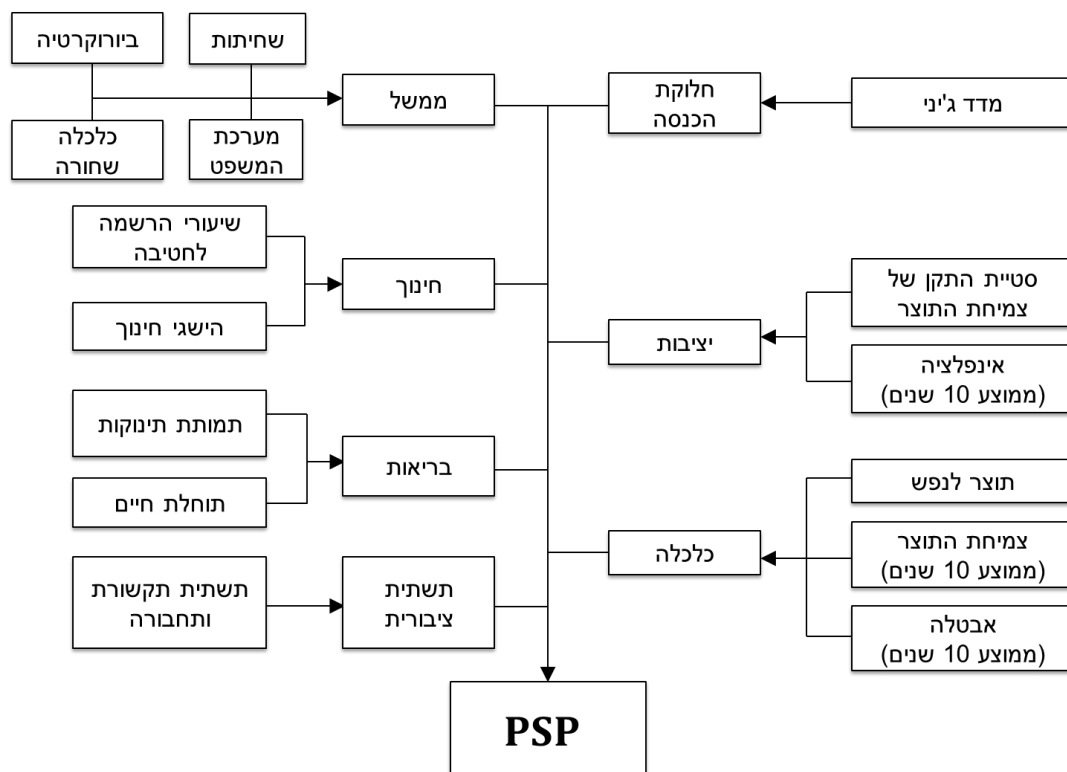 שחיתות
ביורוקרטיה
מערכת
המשפט
כלכלה
שחורה
ממשל
חלוקת
הכנסה
מדד ג'יני
שיעורי הרשמה
לחטיבה
הישגי חינוך
חינוך
יציבות
סטיית התקן של
צמיחת התוצר
אינפלציה
(ממוצע 10 שנים)
תמותת תינוקות
תוחלת חיים
בריאות
כלכלה
תוצר לנפש
צמיחת התוצר
(ממוצע 10 שנים)
אבטלה
(ממוצע 10 שנים)
תשתית תקשורת
ותחבורה
תשתית
ציבורית
PSP